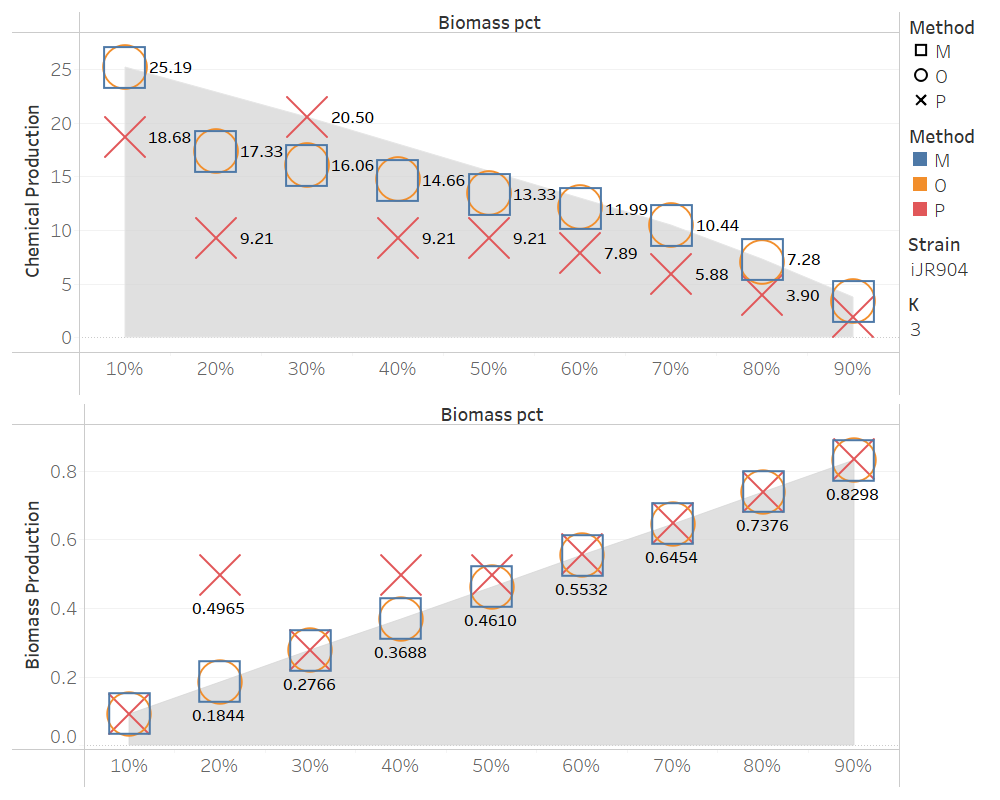 Biomass pct
Chemical Production
25
20
15
10
5
0
25.19
18.68
17.33
9.21
20.50
16.06
14.66
9.21
13.33
9.21
11.99
7.89
10.44
5.88
7.28
3.90
10% 20% 30% 40% 50% 60% 70% 80% 90%
Method
M
O
P
Method
M
O
P
Strain
iJR904
K
3
Biomass pct
Biomass Production
0.8
0.6
0.4
0.2
0.0
0.4965
0.1844
0.2766
0.3688
0.4610
0.5532
0.6454
0.7376
0.8298
10% 20% 30% 40% 50% 60% 70% 80% 90%